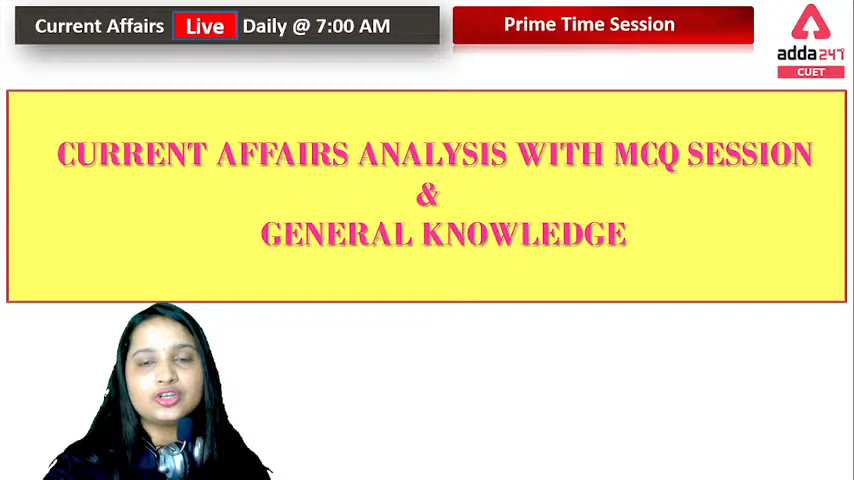 Current Affairs Live Daily @ 7:00 AM
Prime Time Session
adda247
CUET
CURRENT AFFAIRS ANALYSIS WITH MCQ SESSION
&
GENERAL KNOWLEDGE